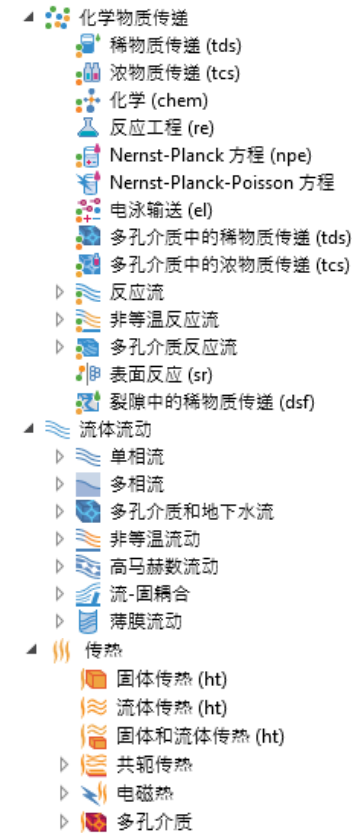 化学物质传递
稀物质传递 (tds)
浓物质传递 (tcs)
化学 (chem)
反应工程 (re)
Nernst-Planck 方程 (npe)
Nernst-Planck-Poisson 方程
电泳输送 (el)
多孔介质中的稀物质传递 (tds)
多孔介质中的浓物质传递 (tcs)
反应流
非等温反应流
多孔介质反应流
表面反应 (sr)
裂隙中的稀物质传递 (dsf)
流体流动
单相流
多相流
多孔介质和地下水流
非等温流动
高马赫数流动
流-固耦合
薄膜流动
传热
固体传热 (ht)
流体传热 (ht)
固体和流体传热 (ht)
共轭传热
电磁热
多孔介质